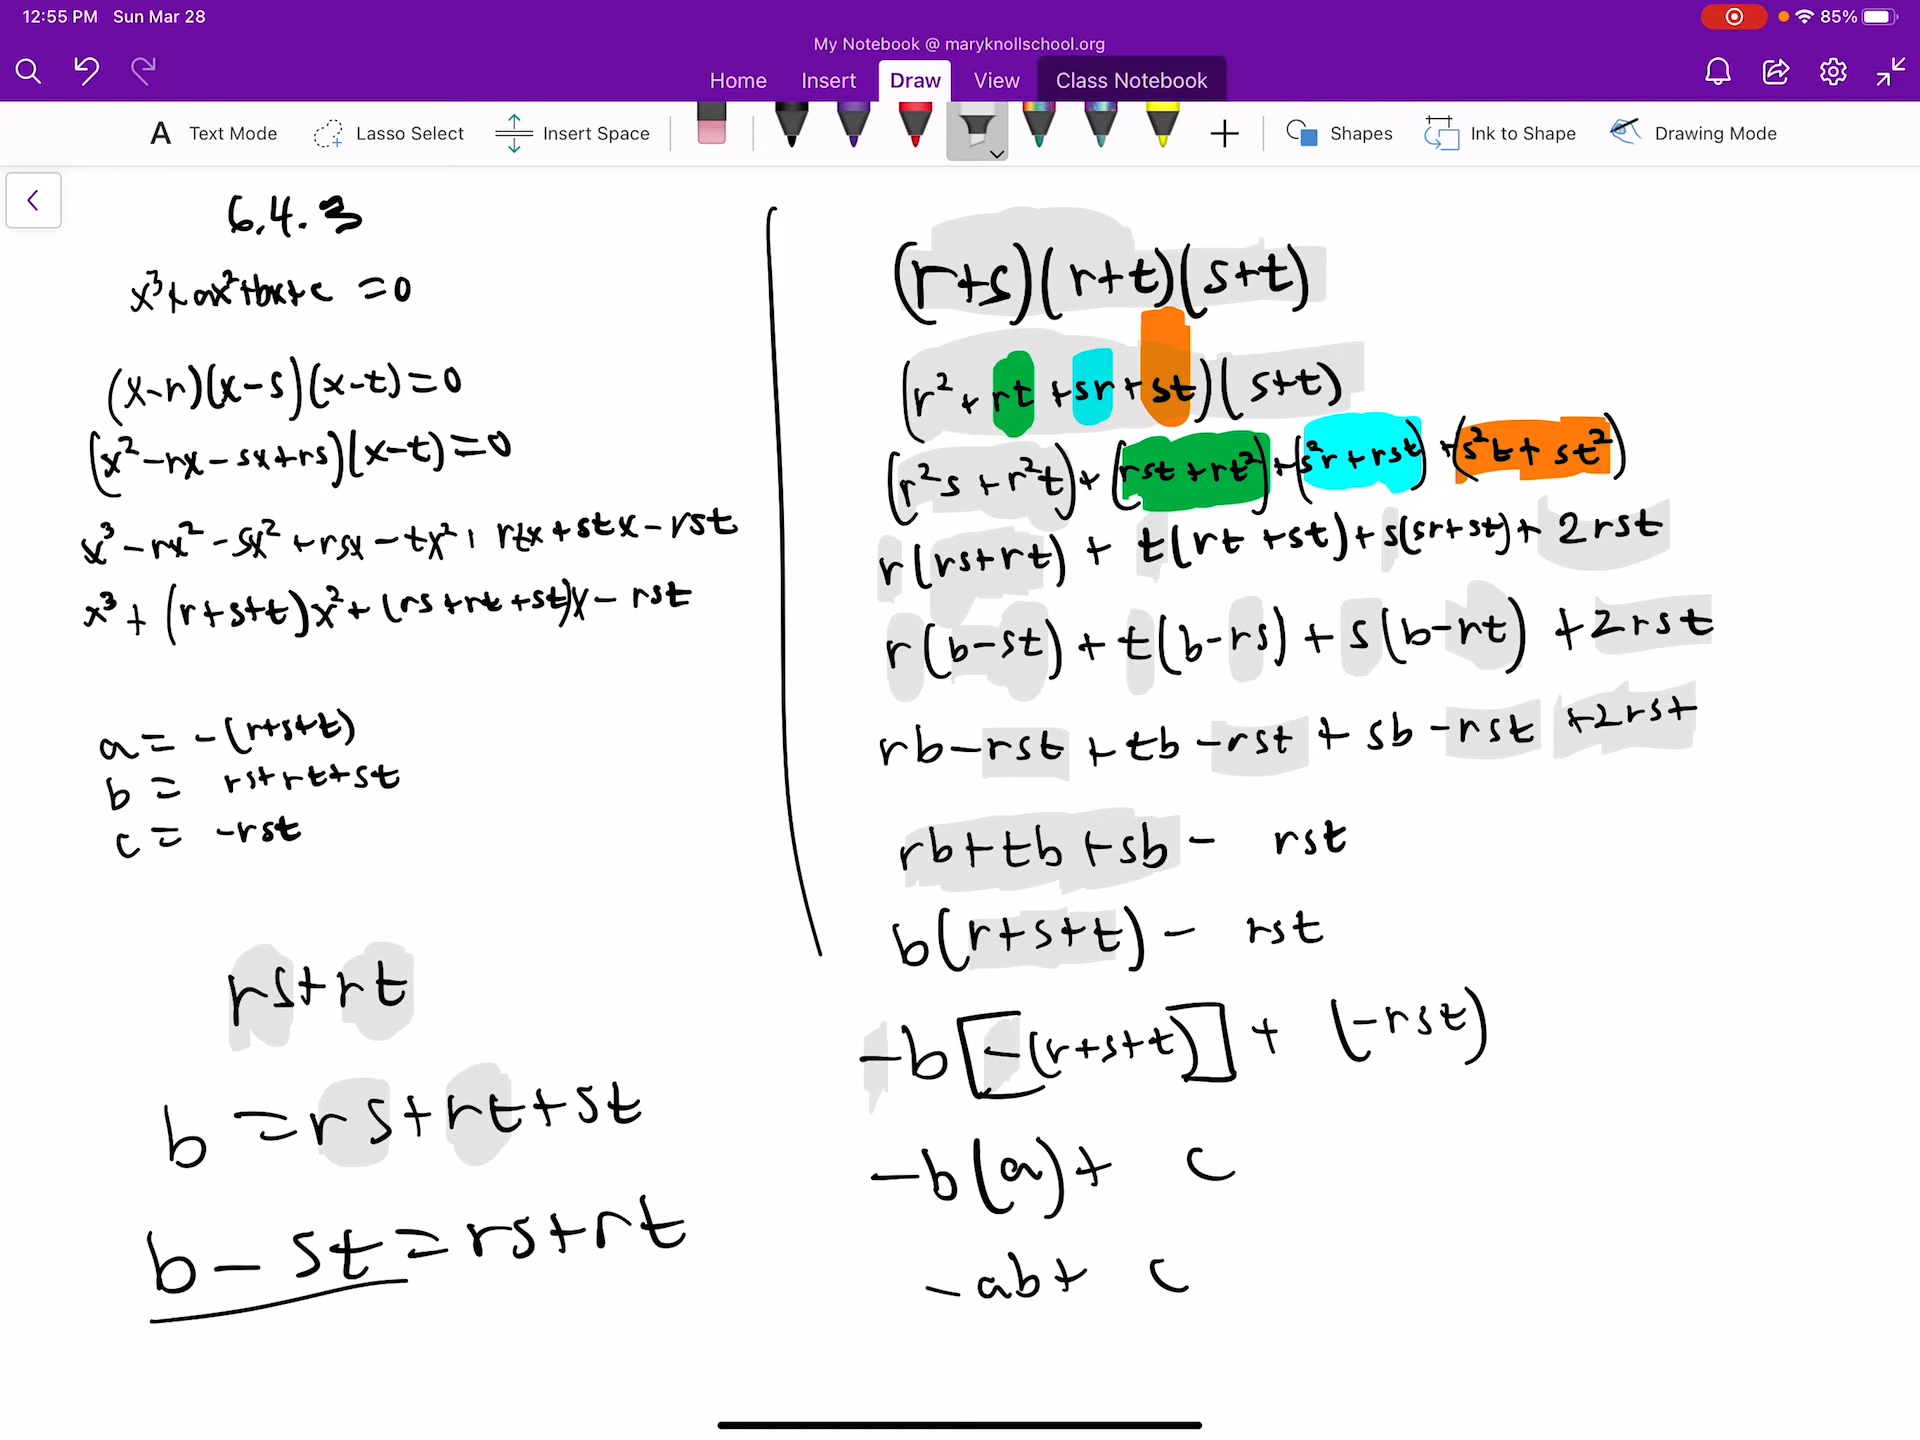 12:55 PM Sun Mar 28
85%
My Notebook @ maryknollschool.org
Home Insert Draw View Class Notebook
Text Mode Lasso Select Insert Space Shapes Ink to Shape Drawing Mode
6.4.3
x³+ax²+bx+c =0
(x-r)(x-s)(x-t)=0
(x²-rx-sx+rs)(x-t)=0
x³-rx²-sx²+rsx-tx²+rtx+stx-rst
x³+(r+s+t)x²+(rs+rt+st)x-rst
a = -(r+s+t)
b = rs+rt+st
c = -rst
rs+rt
b = rs+rt+st
b-st = rs+rt
(r+s)(r+t)(s+t)
(r²+rt+sr+st)(s+t)
(r²s+r²t)+(rst+rt²)+(s²r+rst)+(s²t+st²)
r(rs+rt)+t(rt+st)+s(sr+st)+2rst
r(b-st)+t(b-rs)+s(b-rt)+2rst
rb-rst+tb-rst+sb-rst+2rst
rb+tb+sb- rst
b(r+s+t)- rst
-b[-(r+s+t)]+(-rst)
-b(a)+ c
-ab+ c